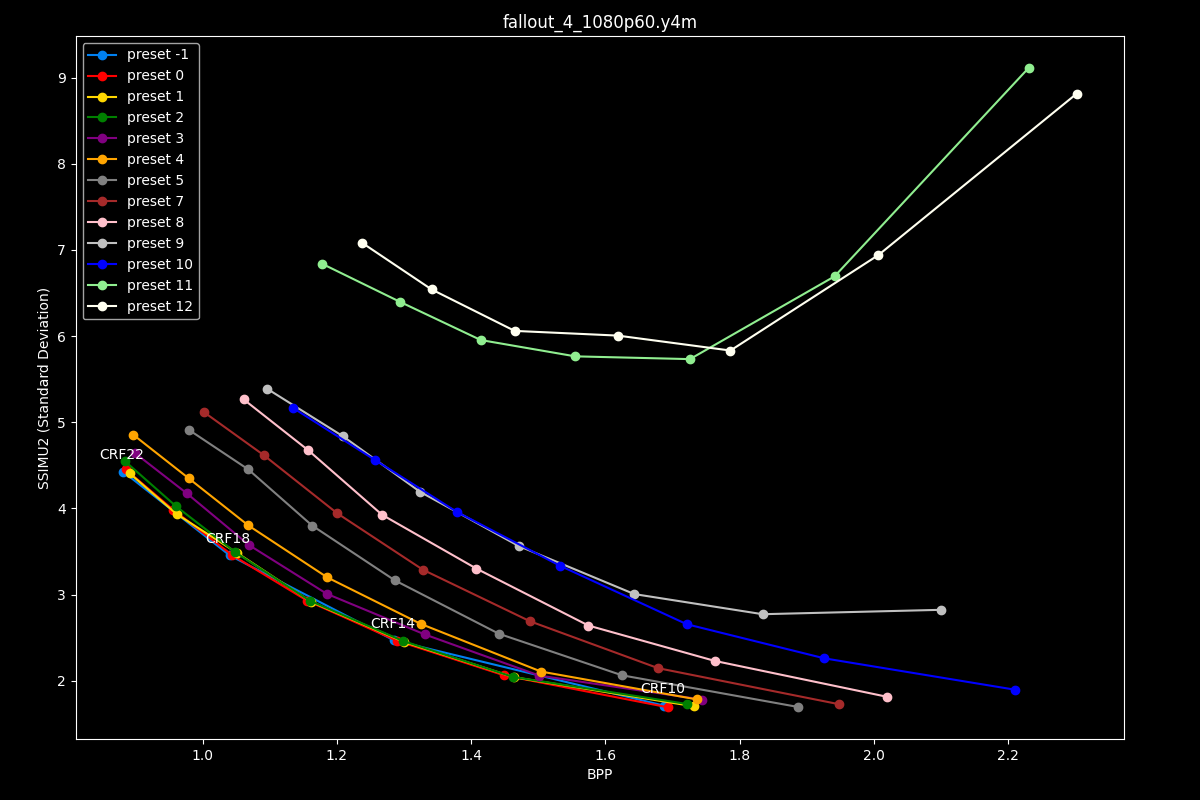 fallout_4_1080p60.y4m
preset -1
preset 0
preset 1
preset 2
preset 3
preset 4
preset 5
preset 7
preset 8
preset 9
preset 10
preset 11
preset 12
SSIMU2 (Standard Deviation)
9
8
7
6
5
4
3
2
CRF22
CRF18
CRF14
CRF10
1.0 1.2 1.4 1.6 1.8 2.0 2.2
BPP